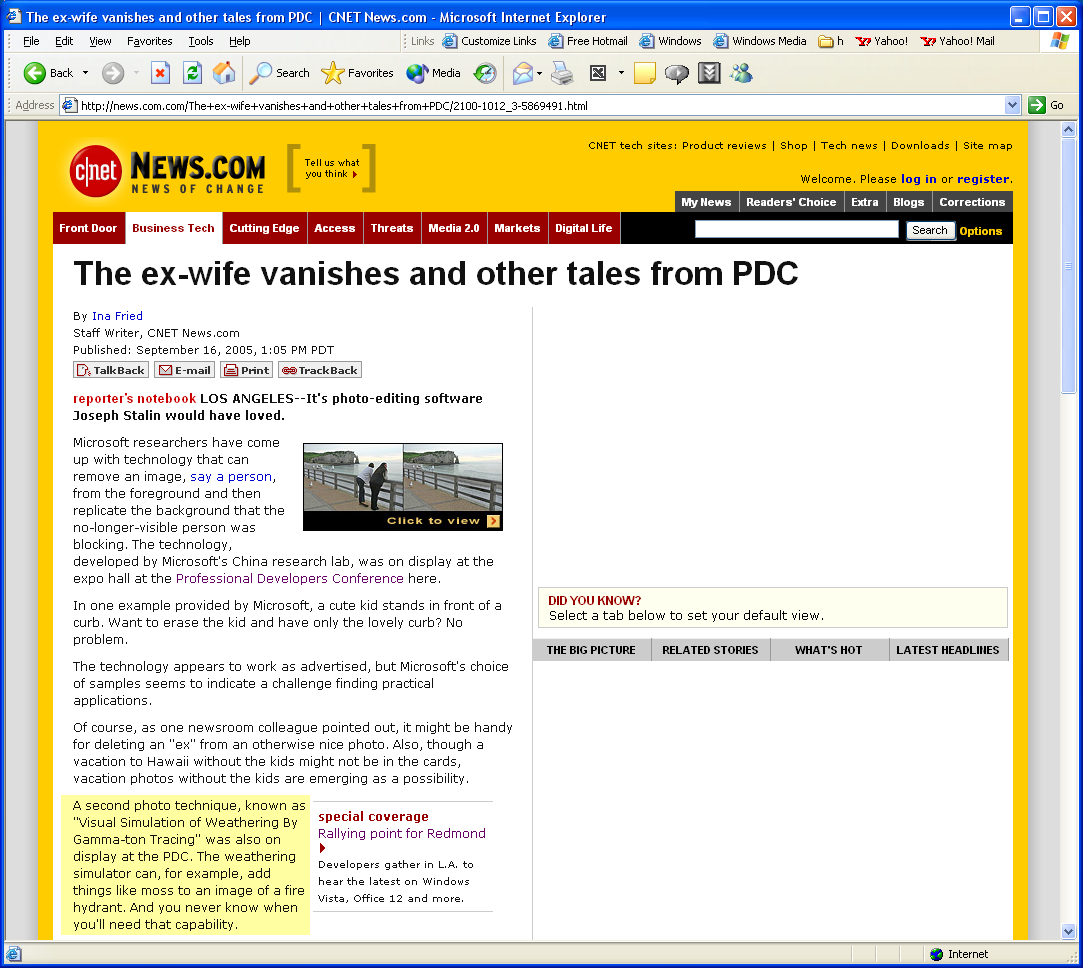 The ex-wife vanishes and other tales from PDC | CNET News.com - Microsoft Internet Explorer
File Edit View Favorites Tools Help Links Customize Links Free Hotmail Windows Windows Media h Yahoo! Yahoo! Mail
Back Search Favorites Media
Address http://news.com.com/The+ex-wife+vanishes+and+other+tales+from+PDC/2100-1012_3-5869491.html Go
CNET tech sites: Product reviews | Shop | Tech news | Downloads | Site map
c|net NEWS.COM
NEWS OF CHANGE
Tell us what
you think
Welcome. Please log in or register.
My News Readers' Choice Extra Blogs Corrections
Front Door Business Tech Cutting Edge Access Threats Media 2.0 Markets Digital Life Search Options
The ex-wife vanishes and other tales from PDC
By Ina Fried
Staff Writer, CNET News.com
Published: September 16, 2005, 1:05 PM PDT
TalkBack E-mail Print TrackBack
reporter's notebook LOS ANGELES--It's photo-editing software
Joseph Stalin would have loved.
Microsoft researchers have come
up with technology that can
remove an image, say a person,
from the foreground and then
replicate the background that the
no-longer-visible person was
blocking. The technology,
developed by Microsoft's China research lab, was on display at the
expo hall at the Professional Developers Conference here.
Click to view
In one example provided by Microsoft, a cute kid stands in front of a
curb. Want to erase the kid and have only the lovely curb? No
problem.
The technology appears to work as advertised, but Microsoft's choice
of samples seems to indicate a challenge finding practical
applications.
Of course, as one newsroom colleague pointed out, it might be handy
for deleting an "ex" from an otherwise nice photo. Also, though a
vacation to Hawaii without the kids might not be in the cards,
vacation photos without the kids are emerging as a possibility.
A second photo technique, known as
"Visual Simulation of Weathering By
Gamma-ton Tracing" was also on
display at the PDC. The weathering
simulator can, for example, add
things like moss to an image of a fire
hydrant. And you never know when
you'll need that capability.
special coverage
Rallying point for Redmond
Developers gather in L.A. to
hear the latest on Windows
Vista, Office 12 and more.
DID YOU KNOW?
Select a tab below to set your default view.
THE BIG PICTURE RELATED STORIES WHAT'S HOT LATEST HEADLINES
Internet